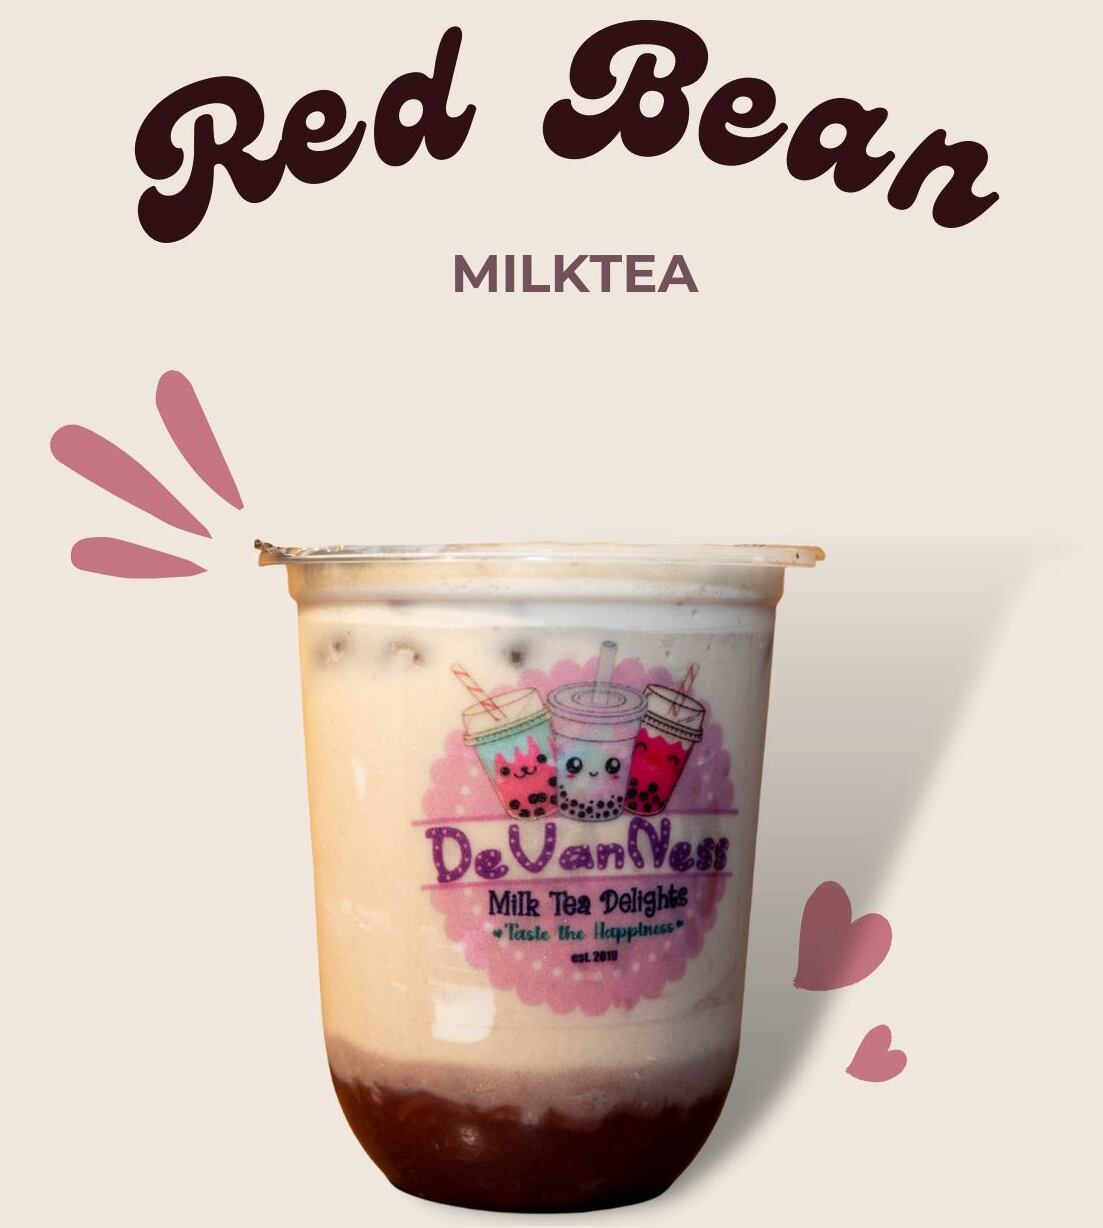 Red Bean
MILKTEA
DeVanNess
Milk Tea Delights
Taste the Happiness
est. 2019